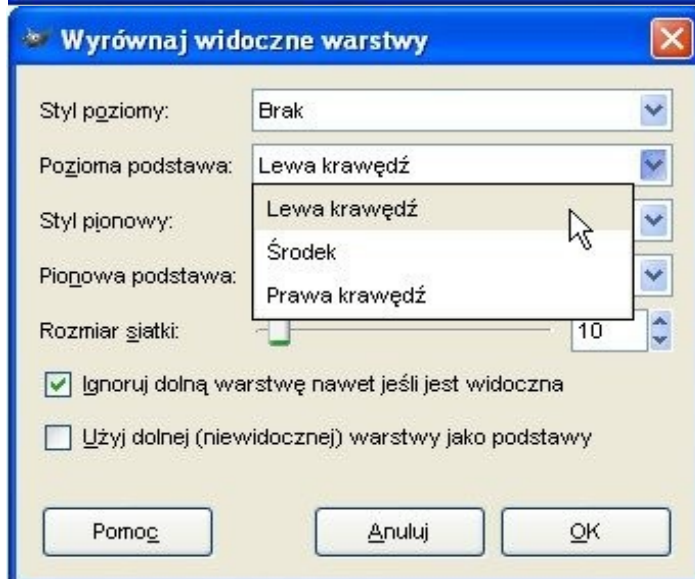 Wyrównaj widoczne warstwy
Styl poziomy: Brak
Pozioma podstawa: Lewa krawędź
Lewa krawędź
Styl pionowy:
Środek
Pionowa podstawa:
Prawa krawędź
Rozmiar siatki: 10
Ignoruj dolną warstwę nawet jeśli jest widoczna
Użyj dolnej (niewidocznej) warstwy jako podstawy
Pomoc Anuluj OK